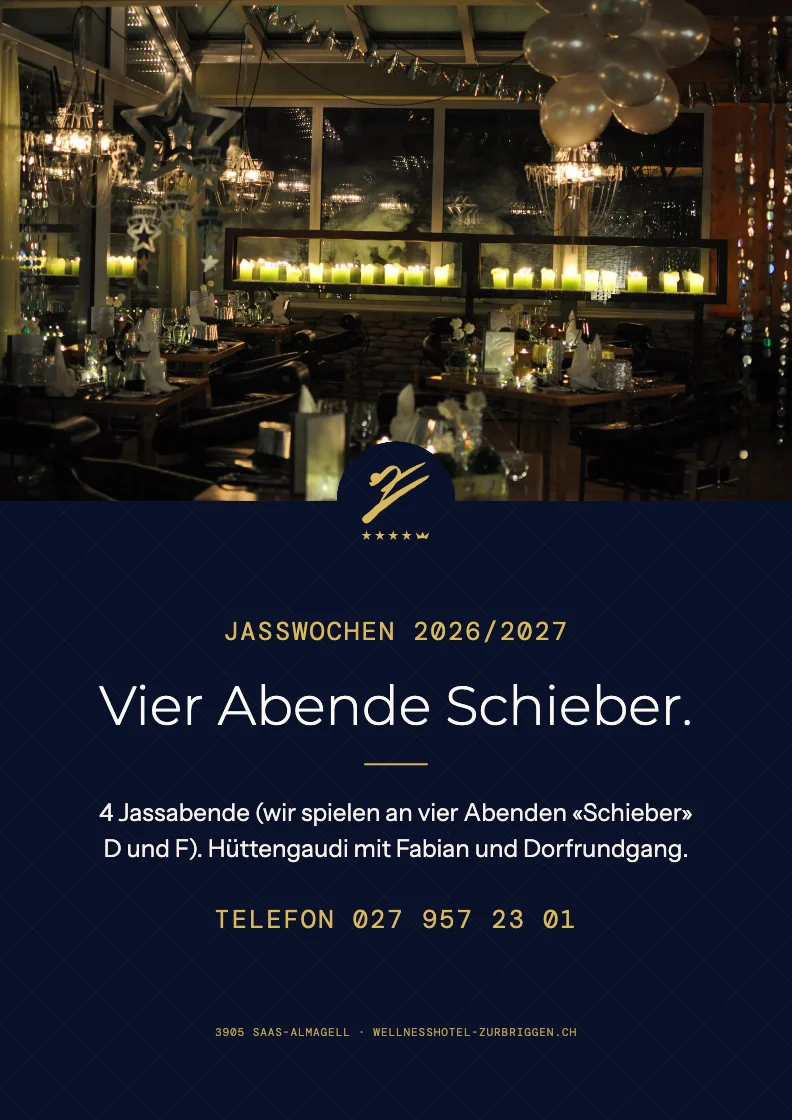 JASSWOCHEN 2026/2027
Vier Abende Schieber.
4 Jassabende (wir spielen an vier Abenden «Schieber»
D und F). Hüttengaudi mit Fabian und Dorfrundgang.
TELEFON 027 957 23 01
3905 SAAS-ALMAGELL · WELLNESSHOTEL-ZURBRIGGEN.CH